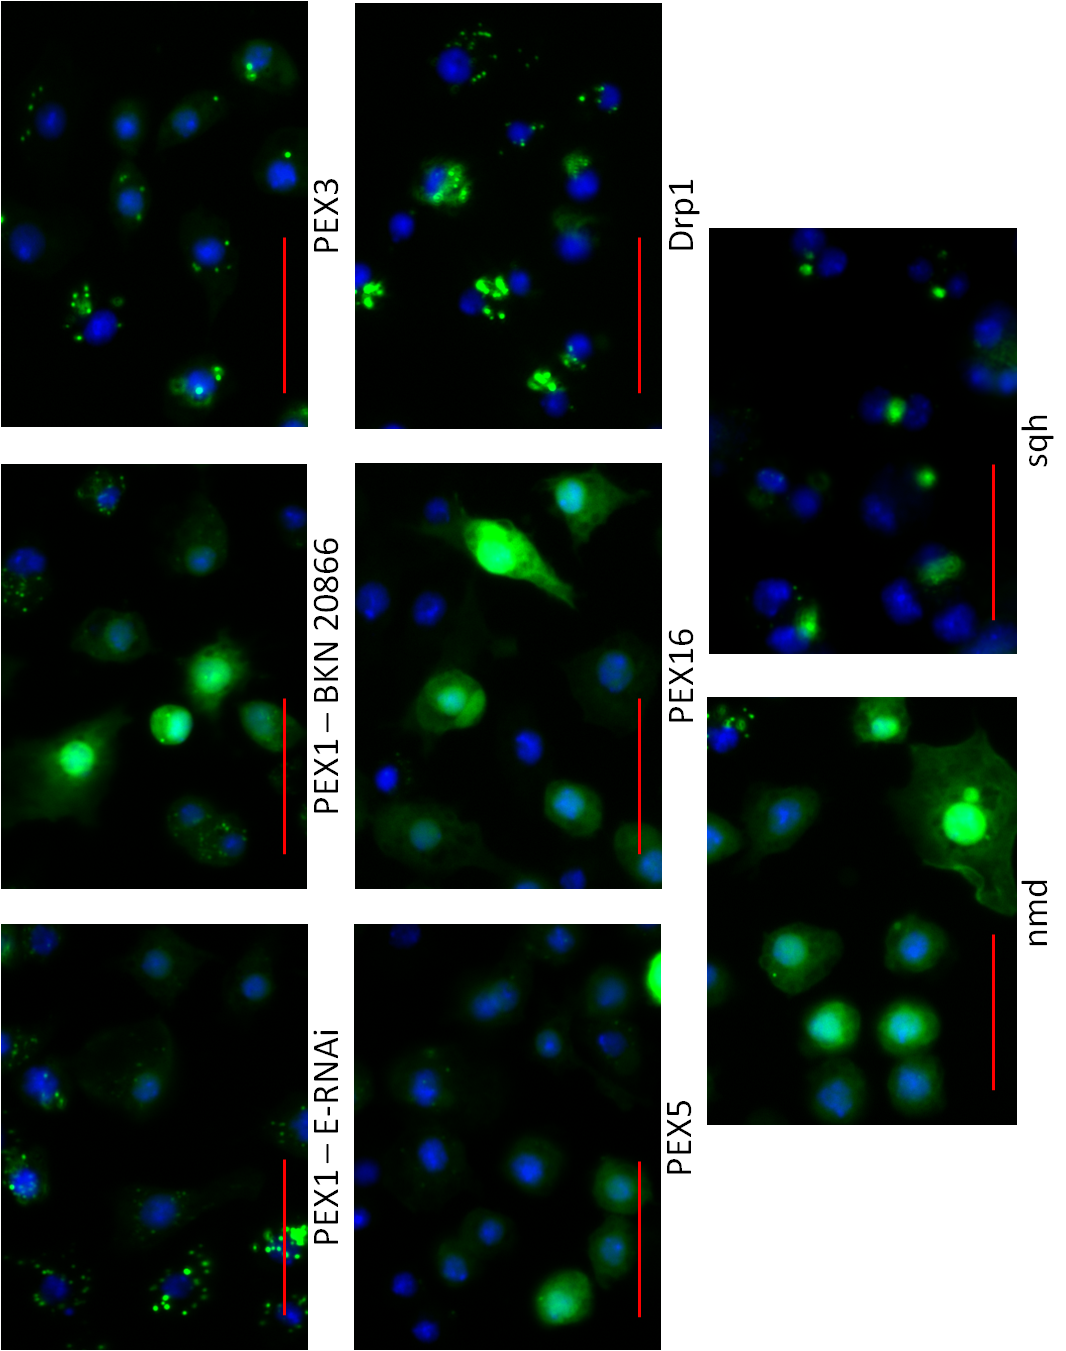 PEX1 – E-RNAi
PEX1 – BKN 20866
PEX3
PEX5
PEX16
Drp1
nmd
sqh